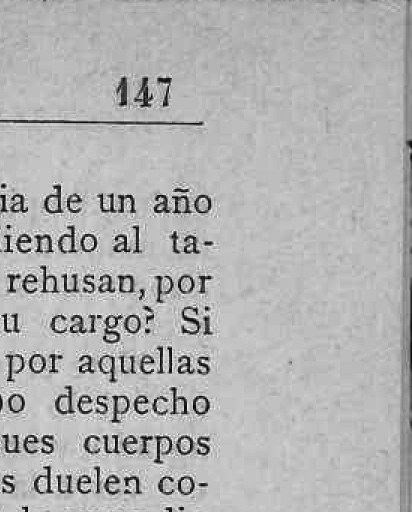 147
ia de un año
iendo al ta-
rehusan, por
u cargo? Si
por aquellas
o despecho
ues cuerpos
s duelen co-